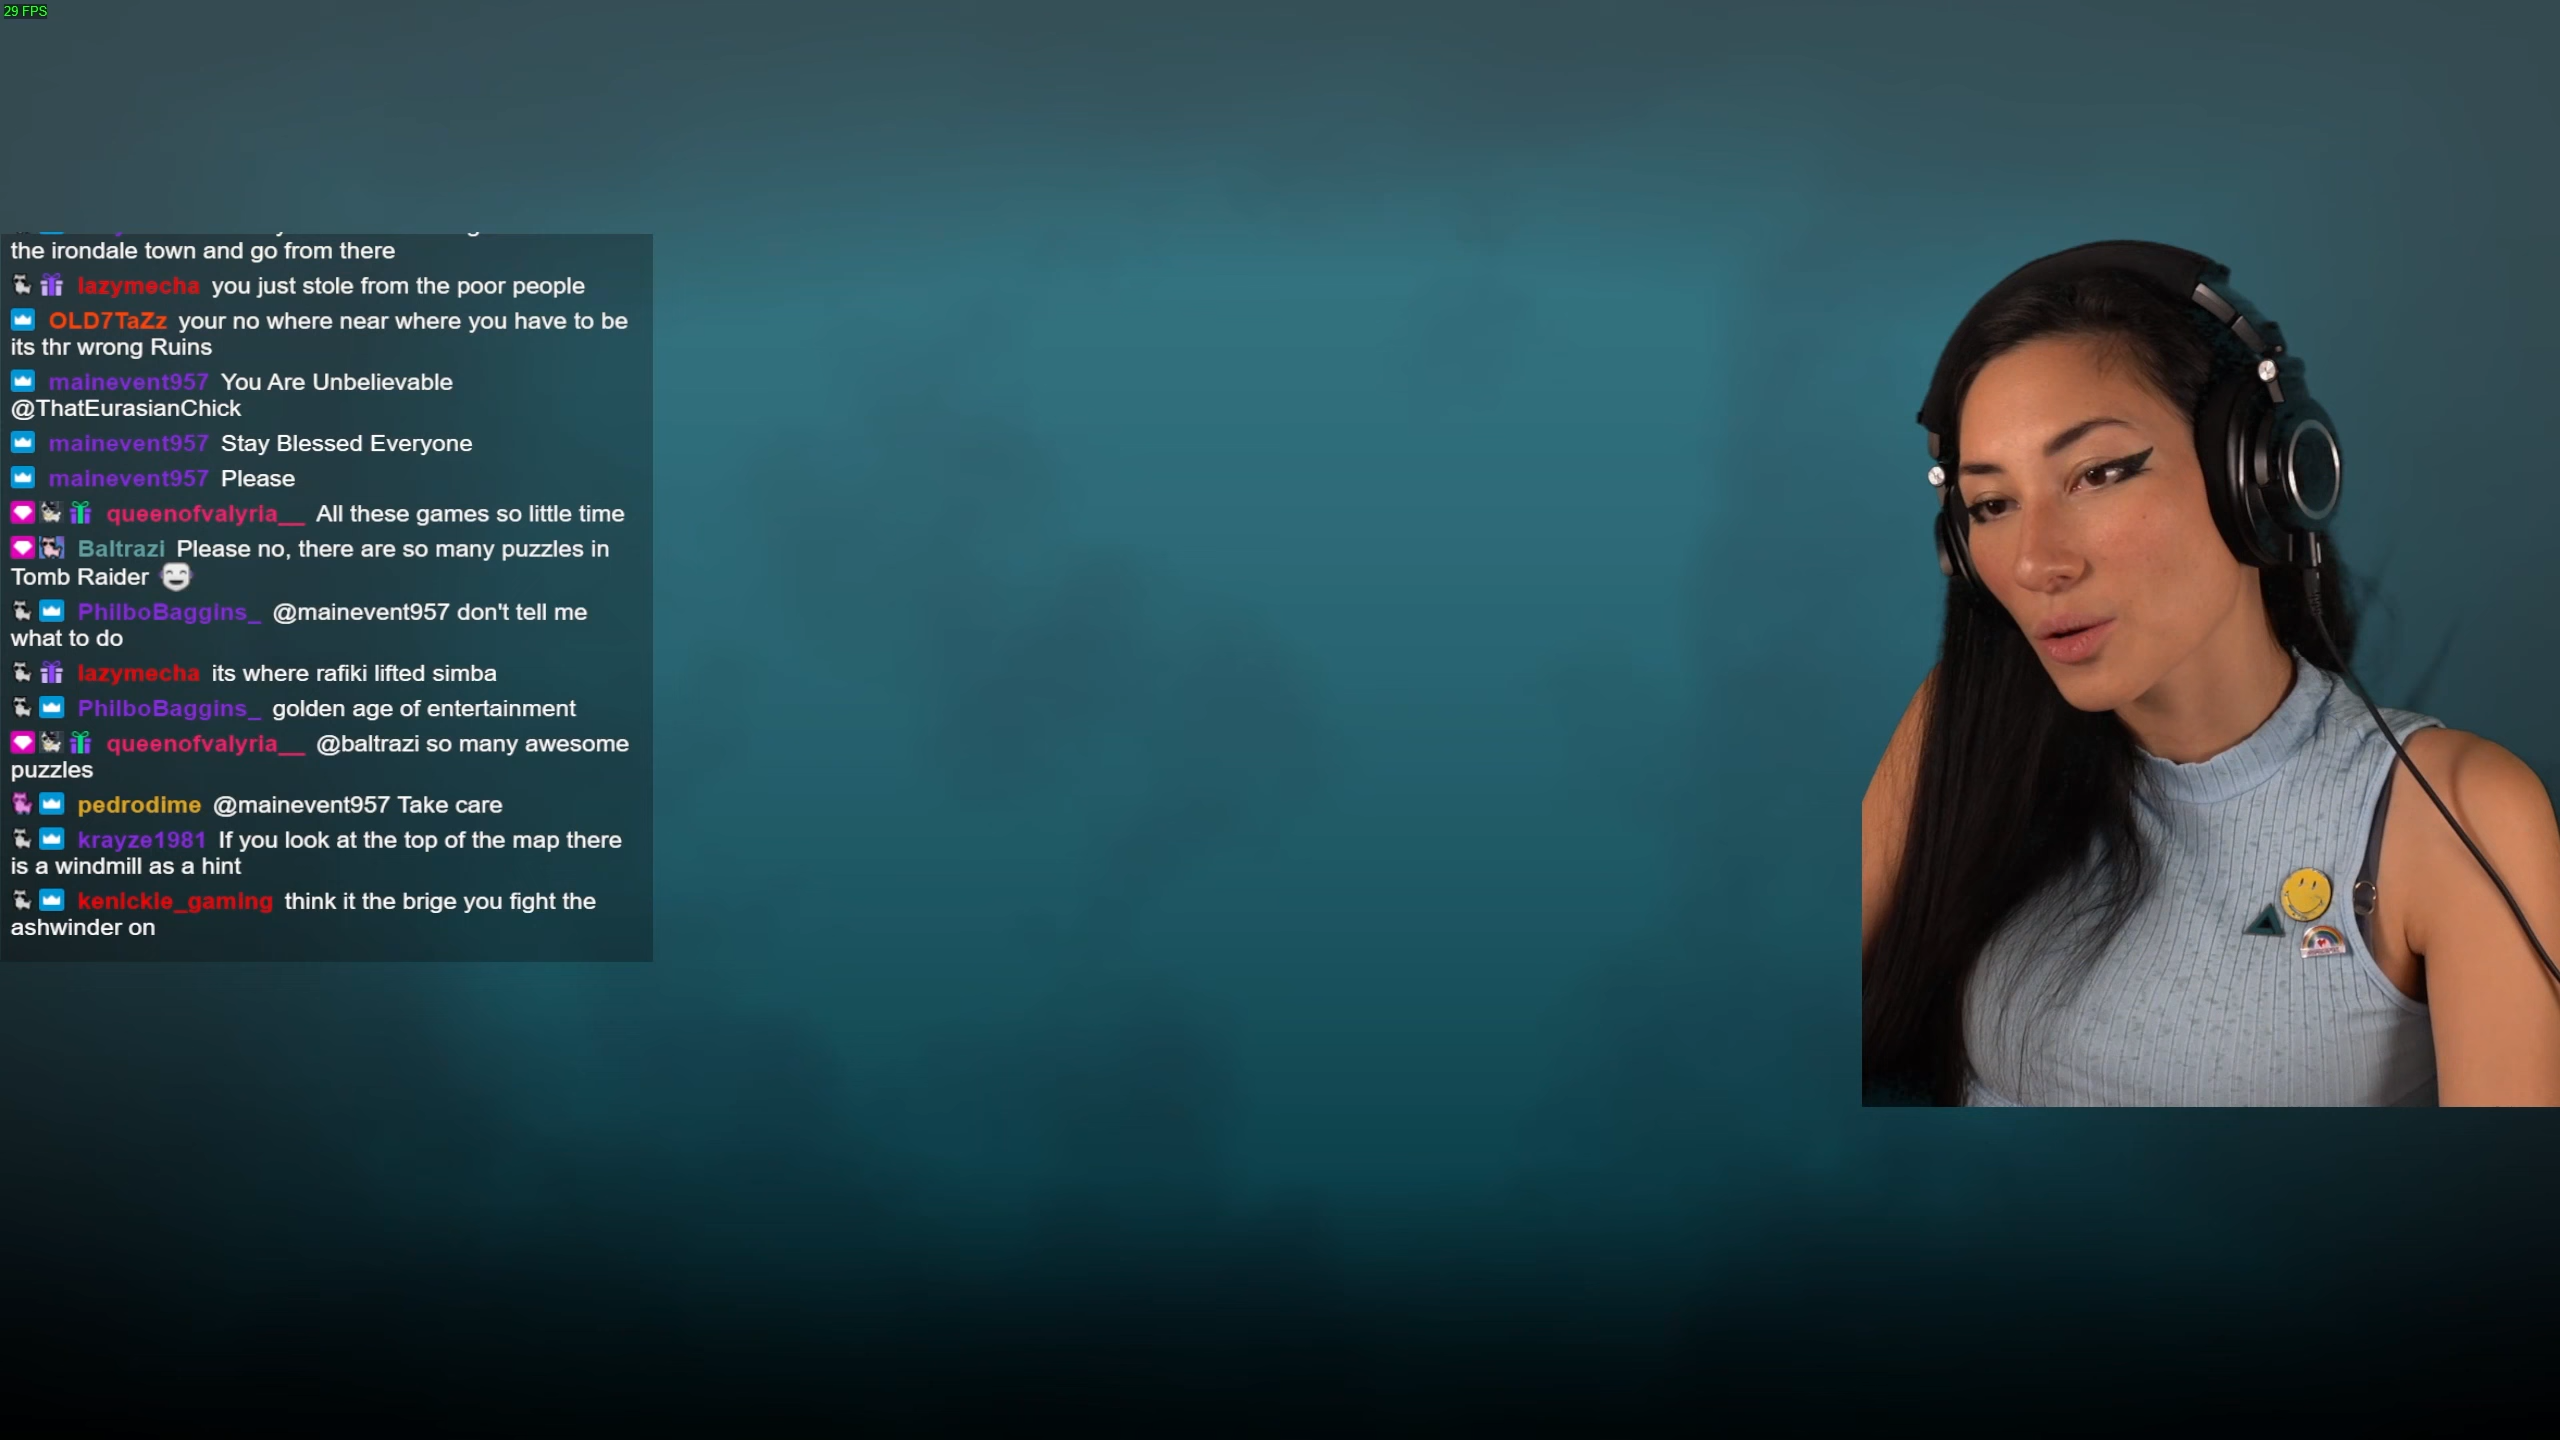 29 FPS
the irondale town and go from there
lazymecha you just stole from the poor people
OLD7TaZz your no where near where you have to be
its thr wrong Ruins
mainevent957 You Are Unbelievable
@ThatEurasianChick
mainevent957 Stay Blessed Everyone
mainevent957 Please
queenofvalyria__ All these games so little time
Baltrazi Please no, there are so many puzzles in
Tomb Raider
PhilboBaggins_ @mainevent957 don't tell me
what to do
lazymecha its where rafiki lifted simba
PhilboBaggins_ golden age of entertainment
queenofvalyria__ @baltrazi so many awesome
puzzles
pedrodime @mainevent957 Take care
krayze1981 If you look at the top of the map there
is a windmill as a hint
kenickie_gaming think it the brige you fight the
ashwinder on